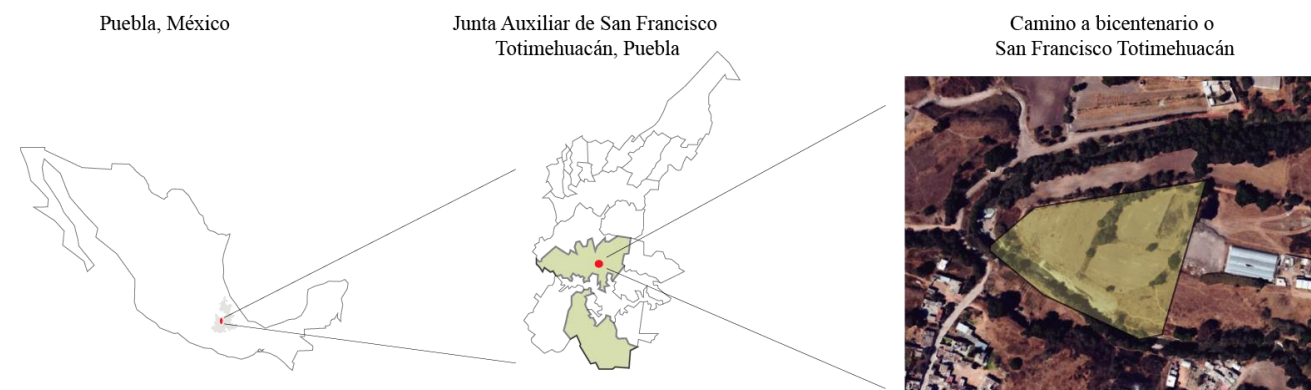 Puebla, México
Junta Auxiliar de San Francisco
Totimehuacán, Puebla
Camino a bicentenario o
San Francisco Totimehuacán